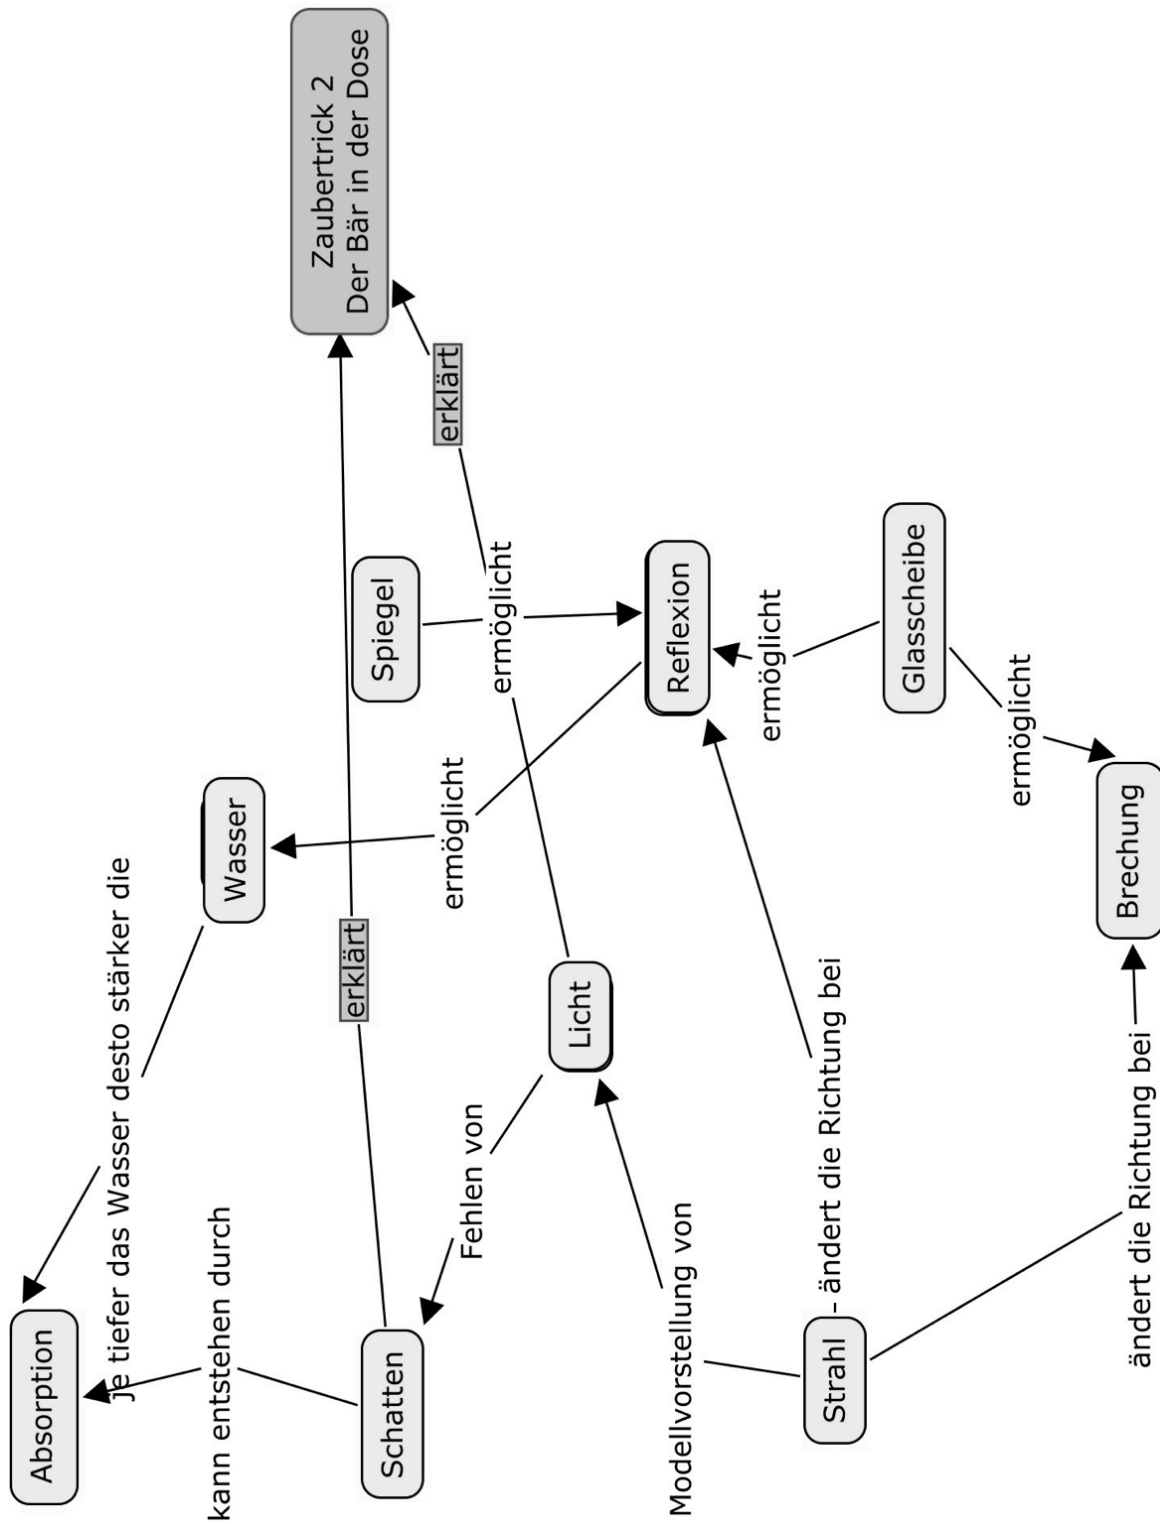 Absorption
je tiefer das Wasser desto stärker die
kann entstehen durch
Wasser
Zaubertrick 2
Der Bär in der Dose
erklärt
Schatten
Spiegel
erklärt
ermöglicht
Fehlen von
ermöglicht
Licht
Reflexion
Modellvorstellung von
ermöglicht
Strahl
ändert die Richtung bei
Glasscheibe
ermöglicht
Brechung
ändert die Richtung bei